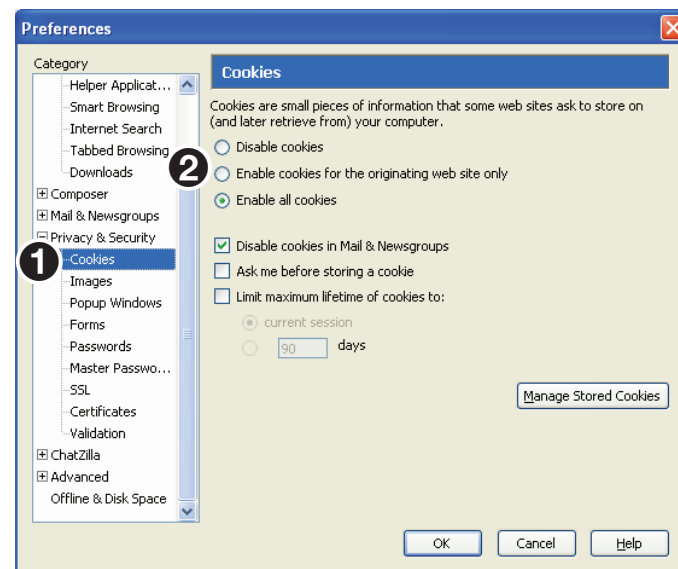 Preferences
Category
Helper Applicat...
Smart Browsing
Internet Search
Tabbed Browsing
Downloads
Composer
Mail & Newsgroups
Privacy & Security
1
Cookies
Images
Popup Windows
Forms
Passwords
Master Passwo...
SSL
Certificates
Validation
ChatZilla
Advanced
Offline & Disk Space
Cookies
Cookies are small pieces of information that some web sites ask to store on
(and later retrieve from) your computer.
Disable cookies
2
Enable cookies for the originating web site only
Enable all cookies
Disable cookies in Mail & Newsgroups
Ask me before storing a cookie
Limit maximum lifetime of cookies to:
current session
90 days
Manage Stored Cookies
OK Cancel Help